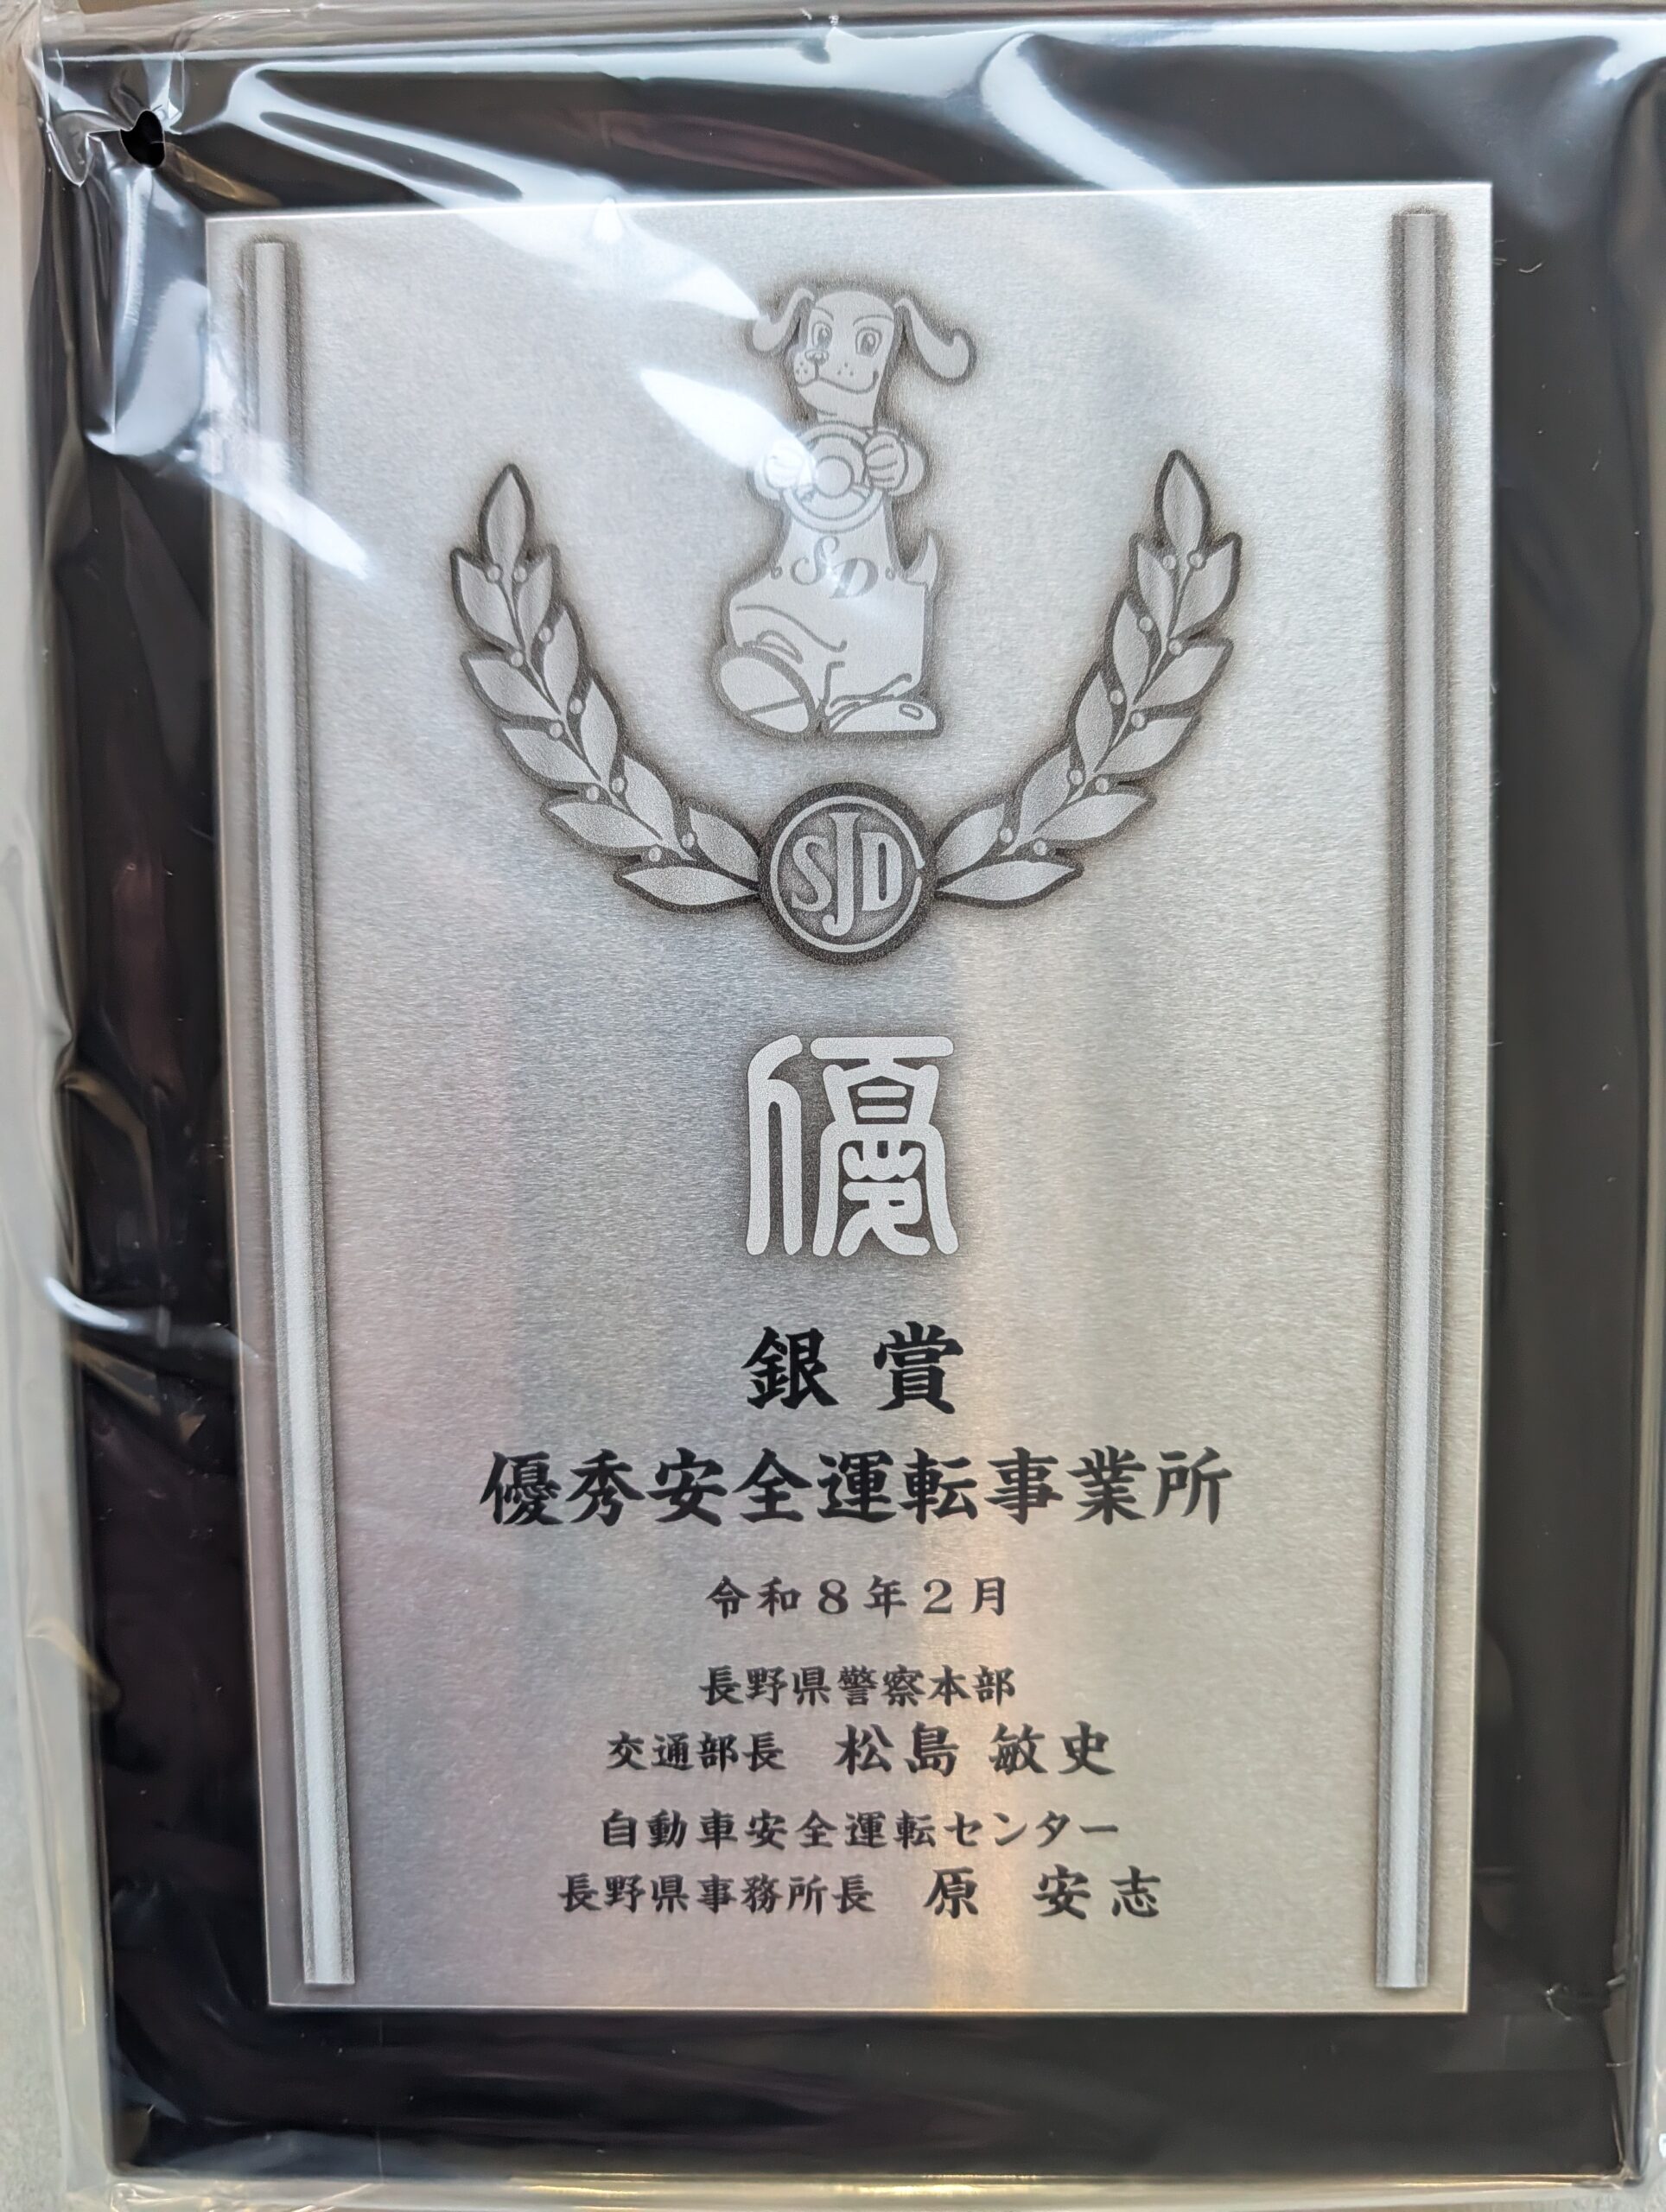 SD
SJD
優
銀賞
優秀安全運転事業所
令和8年2月
長野県警察本部
交通部長 松島 敏史
自動車安全運転センター
長野県事務所長 原 安志